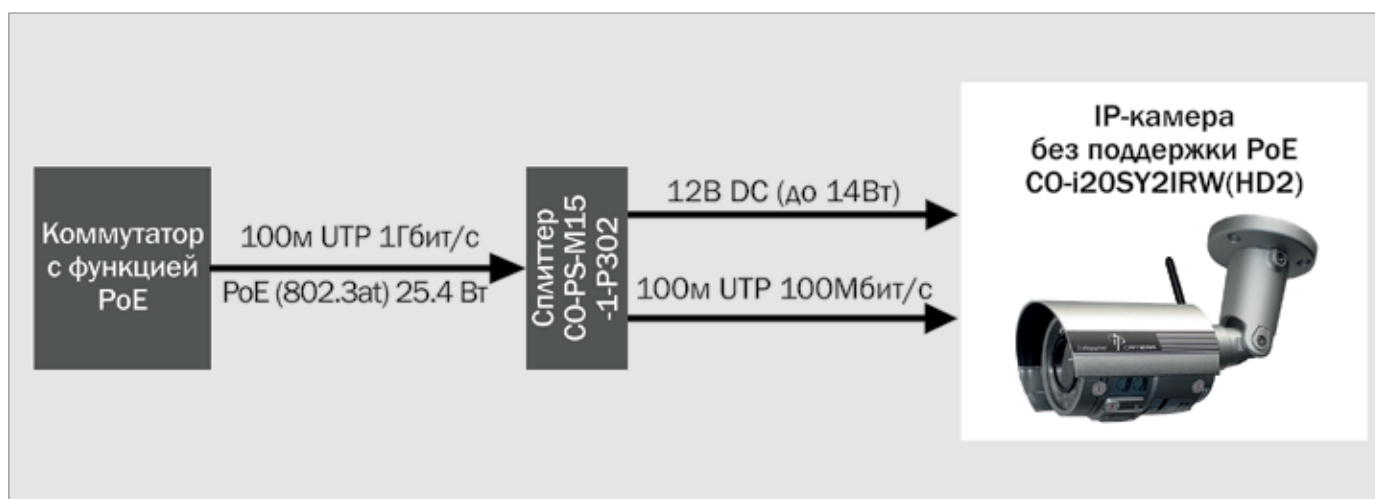 Коммутатор
с функцией
PoE
100м UTP 1Гбит/с
PoE (802.3at) 25.4 Вт
Сплиттер
CO-PS-M15
-1-P302
12В DC (до 14Вт)
100м UTP 100Мбит/с
IP-камера
без поддержки PoE
CO-i20SY2IRW(HD2)